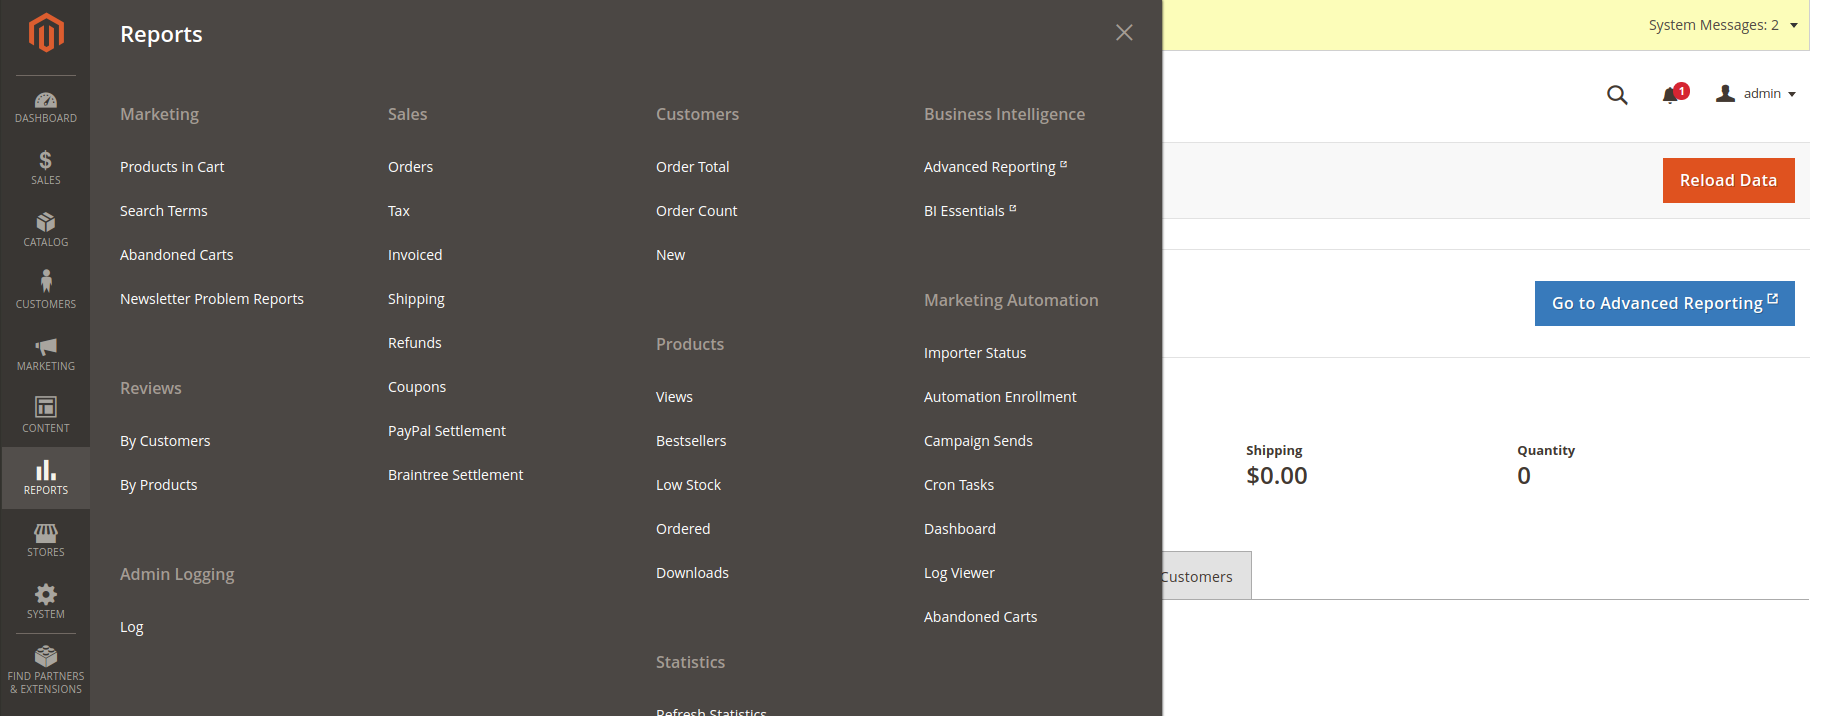 DASHBOARD
SALES
CATALOG
CUSTOMERS
MARKETING
CONTENT
REPORTS
STORES
SYSTEM
FIND PARTNERS
& EXTENSIONS
Reports
Marketing
Products in Cart
Search Terms
Abandoned Carts
Newsletter Problem Reports
Reviews
By Customers
By Products
Admin Logging
Log
Sales
Orders
Tax
Invoiced
Shipping
Refunds
Coupons
PayPal Settlement
Braintree Settlement
Customers
Order Total
Order Count
New
Products
Views
Bestsellers
Low Stock
Ordered
Downloads
Statistics
Refresh Statistics
Business Intelligence
Advanced Reporting
BI Essentials
Marketing Automation
Importer Status
Automation Enrollment
Campaign Sends
Cron Tasks
Dashboard
Log Viewer
Abandoned Carts
System Messages: 2
1
admin
Reload Data
Go to Advanced Reporting
Shipping
$0.00
Quantity
0
Customers